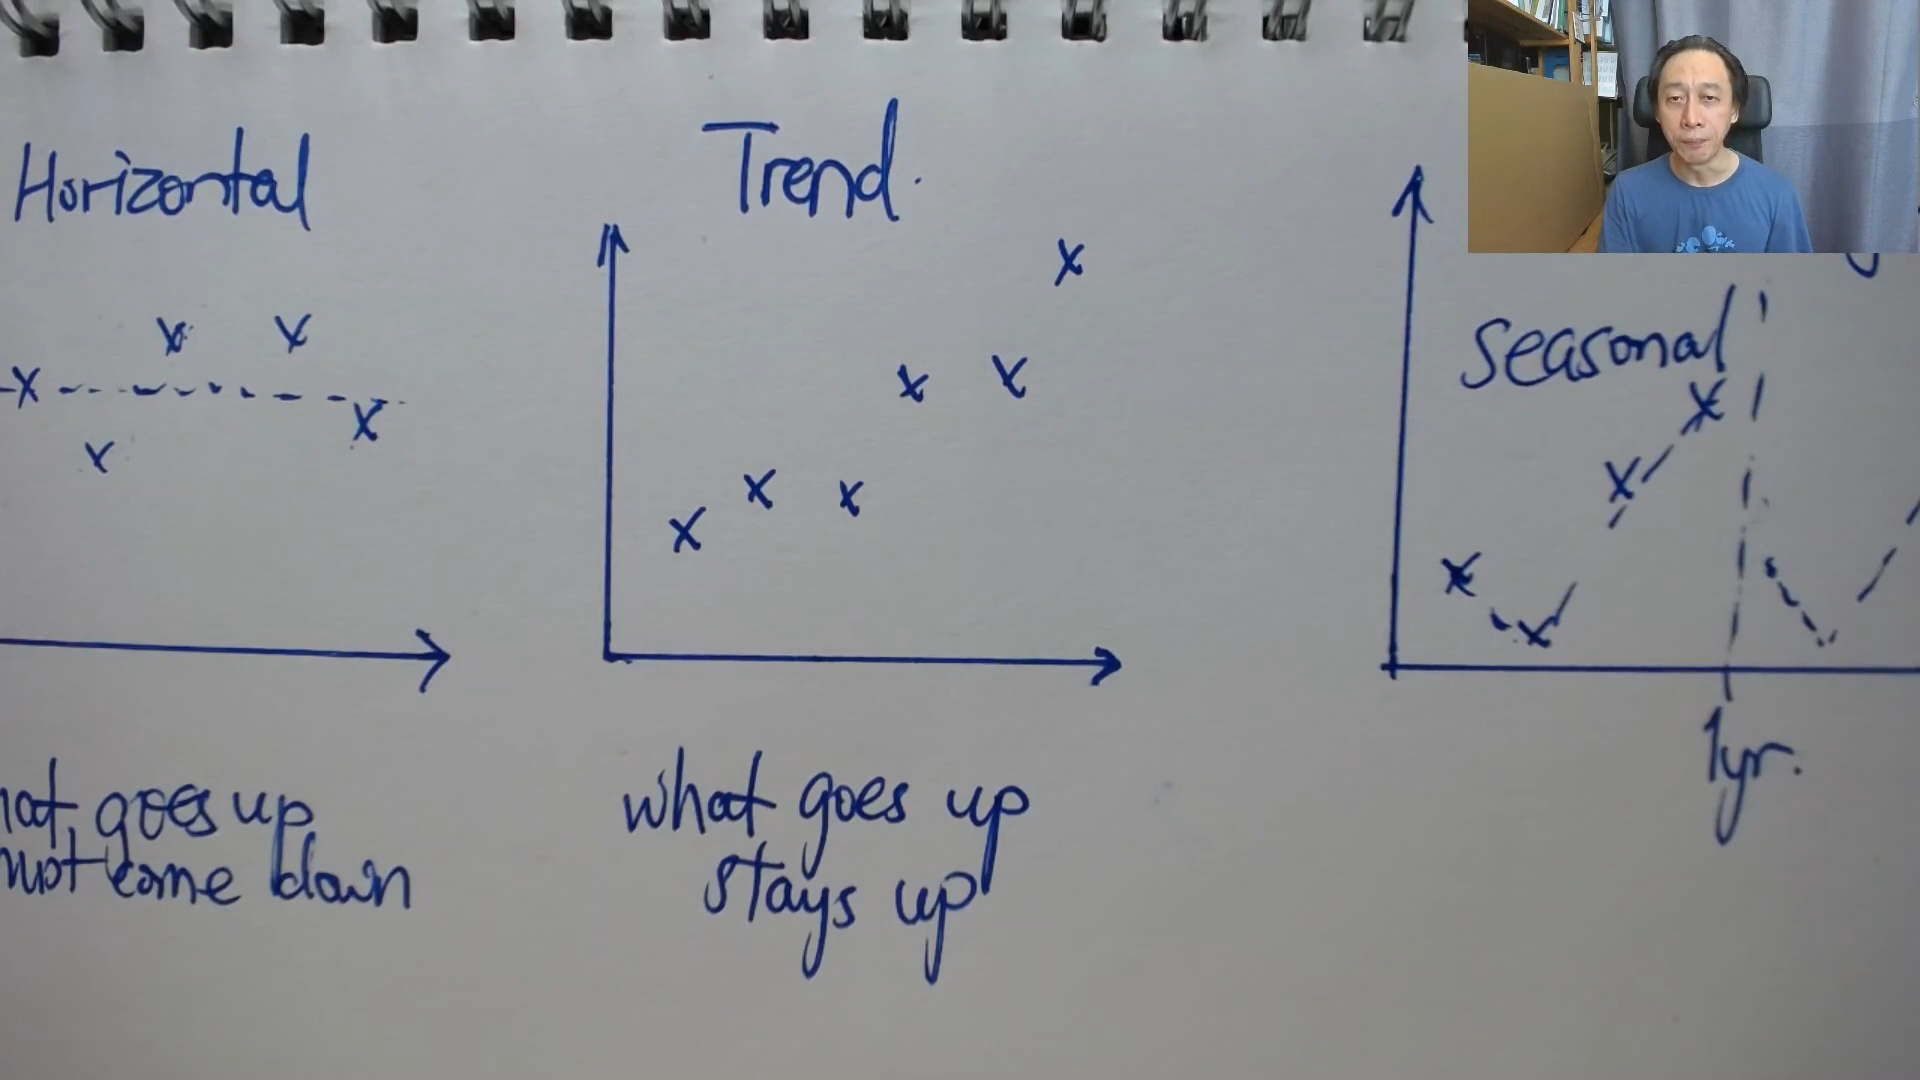 Horizontal
Trend.
seasonal
1yr.
goes up
come down
what goes up
stays up